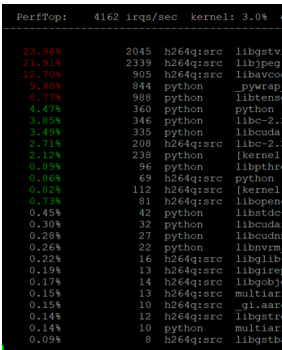 PerfTop: 4162 irqs/sec kernel: 3.0%
23.96% 2045 h264q:src libgstv
21.91% 2339 h264q:src libjpeg
12.70% 905 h264q:src libavco
9.48% 844 python _pywrap
8.77% 988 python libtens
4.47% 360 python python
3.85% 346 python libc-2.
3.49% 335 python libcuda
2.71% 208 h264q:src libc-2.
2.12% 238 python [kernel
0.89% 96 python libpthr
0.86% 69 h264q:src python
0.82% 112 h264q:src [kernel
0.73% 81 h264q:src libopen
0.45% 42 python libstdc
0.30% 32 python libcuda
0.28% 27 python libcudn
0.26% 22 python libnvrm
0.22% 16 h264q:src libglib
0.19% 13 h264q:src libgirep
0.17% 14 h264q:src libgobj
0.15% 13 python multiar
0.15% 10 h264q:src _gi.aar
0.14% 12 h264q:src libgstr
0.14% 10 python multiar
0.09% 8 h264q:src libgstba